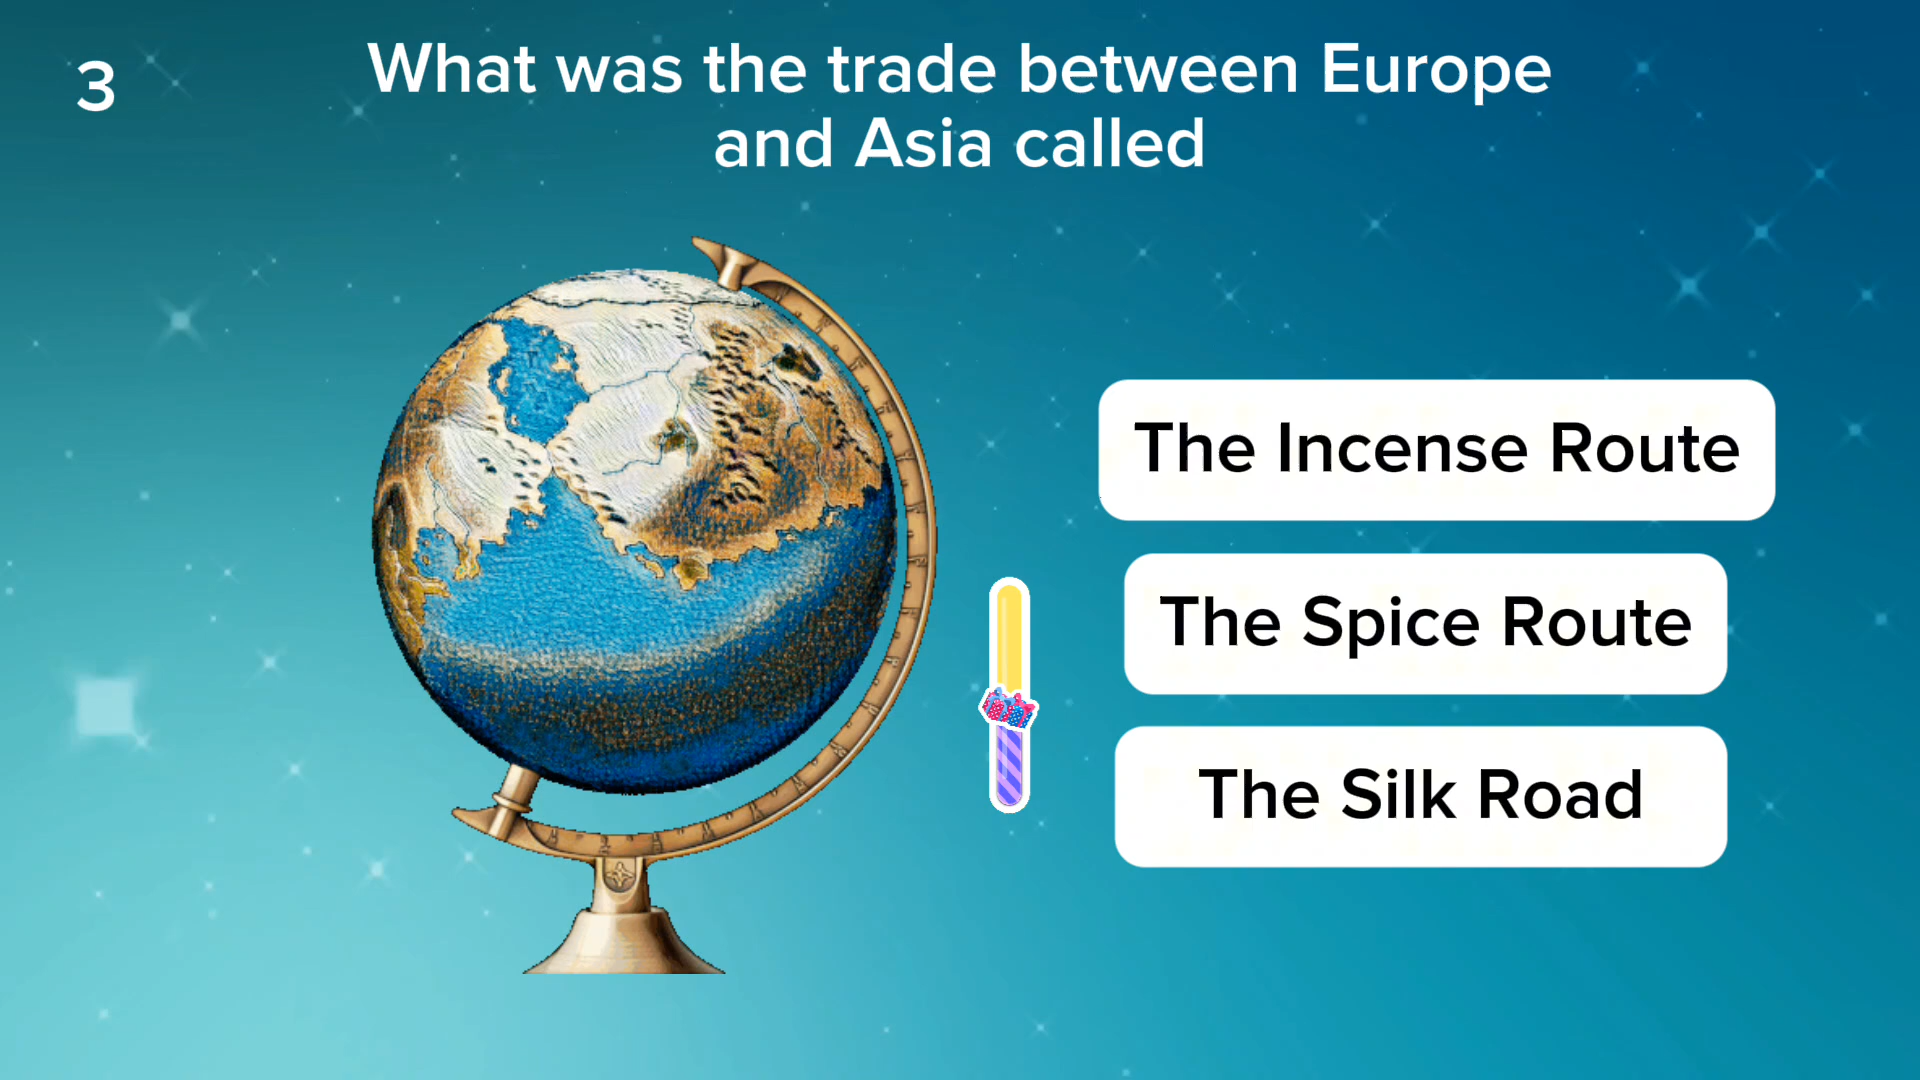 3
What was the trade between Europe
and Asia called
The Incense Route
The Spice Route
The Silk Road